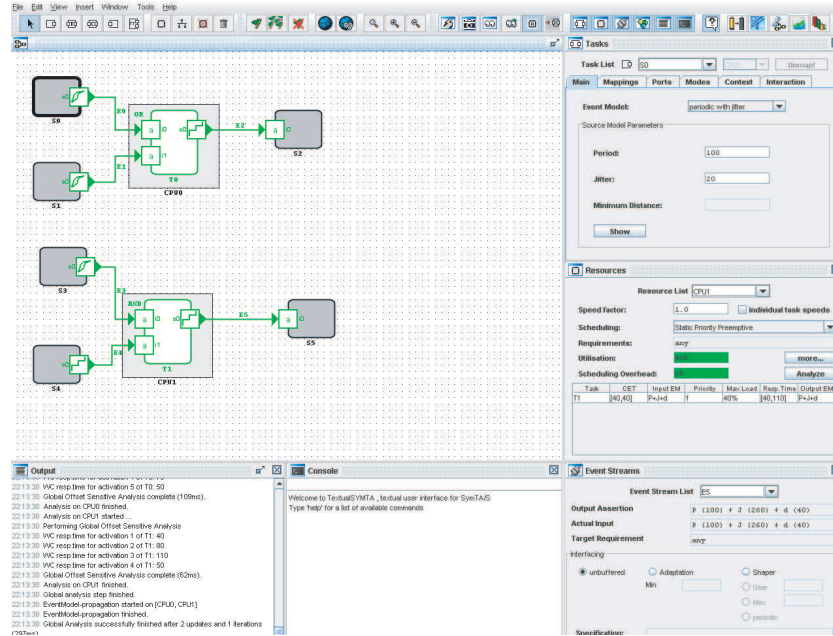 File Edit View Insert Window Tools Help
Tasks
Task List S0 CPU0 Unmap!
Main Mappings Ports Modes Context Interaction
Event Model: periodic with jitter
Source Model Parameters
Period: 100
Jitter: 20
Minimum Distance:
Show
s0
S0
E0
OR
a i0
s0
E2
a i0
S2
a i1
T0
CPU0
s0
E1
S1
s0
S3
E3
AND
a i0
s0
E5
a i0
S5
a i1
T1
CPU1
s0
E4
S4
Resources
Resource List CPU1
Speed factor: 1.0 individual task speeds
Scheduling: Static Priority Preemptive
Requirements: any
Utilisation: more...
Scheduling Overhead: Analyze
Task CET Input EM Priority Max Load Resp.Time Output EM
T1 [40,40] P+J+d 1 40% [40,110] P+J+d
Output
22:13:30 WC resp.time for activation 5 of T0: 50
22:13:30 Global Offset Sensitive Analysis complete (109ms).
22:13:30 Analysis on CPU0 finished.
22:13:30 Analysis on CPU1 started ...
22:13:30 Performing Global Offset Sensitive Analysis
22:13:30 WC resp.time for activation 1 of T1: 40
22:13:30 WC resp.time for activation 2 of T1: 80
22:13:30 WC resp.time for activation 3 of T1: 110
22:13:30 WC resp.time for activation 4 of T1: 50
22:13:30 Global Offset Sensitive Analysis complete (62ms).
22:13:30 Analysis on CPU1 finished.
22:13:30 Global analysis step finished.
22:13:30 EventModel-propagation started on [CPU0, CPU1]
22:13:30 EventModel-propagation finished.
22:13:30 Global Analysis successfully finished after 2 updates and 1 iterations
(297ms)
Console
Welcome to TextualSYMTA , textual user interface for SymTA/S
Type 'help' for a list of available commands
Event Streams
Event Stream List E5
Output Assertion P (100) + J (260) + d (40)
Actual Input P (100) + J (260) + d (40)
Target Requirement any
Interfacing
unbuffered Adaptation Shaper
Min User
Max
periodic
Specification: